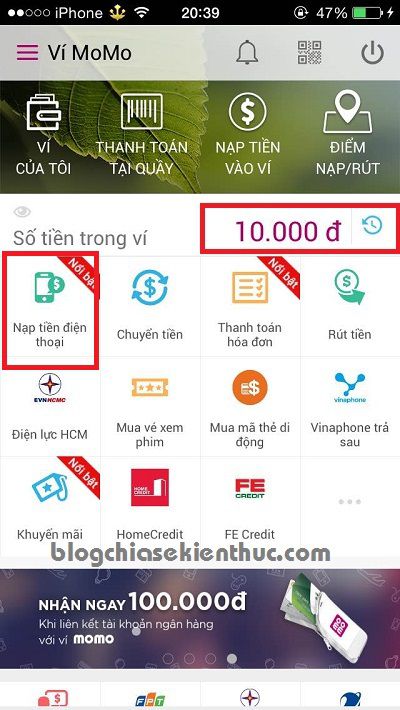 iPhone 20:39 47%
Ví MoMo
VÍ CỦA TÔI
THANH TOÁN TẠI QUẦY
NẠP TIỀN VÀO VÍ
ĐIỂM NẠP/RÚT
Số tiền trong ví 10.000 đ
Nổi bật
Nạp tiền điện thoại
Chuyển tiền
Nổi bật
Thanh toán hóa đơn
Rút tiền
EVNHCMC
Điện lực HCM
Mua vé xem phim
Mua mã thẻ di động
vinaphone
Vinaphone trả sau
Nổi bật
Khuyến mãi
HOME CREDIT
HomeCredit
FE CREDIT
FE Credit
blogchiasekienthuc.com
NHẬN NGAY 100.000đ
Khi liên kết tài khoản ngân hàng
với ví momo
mo
mo
FPT